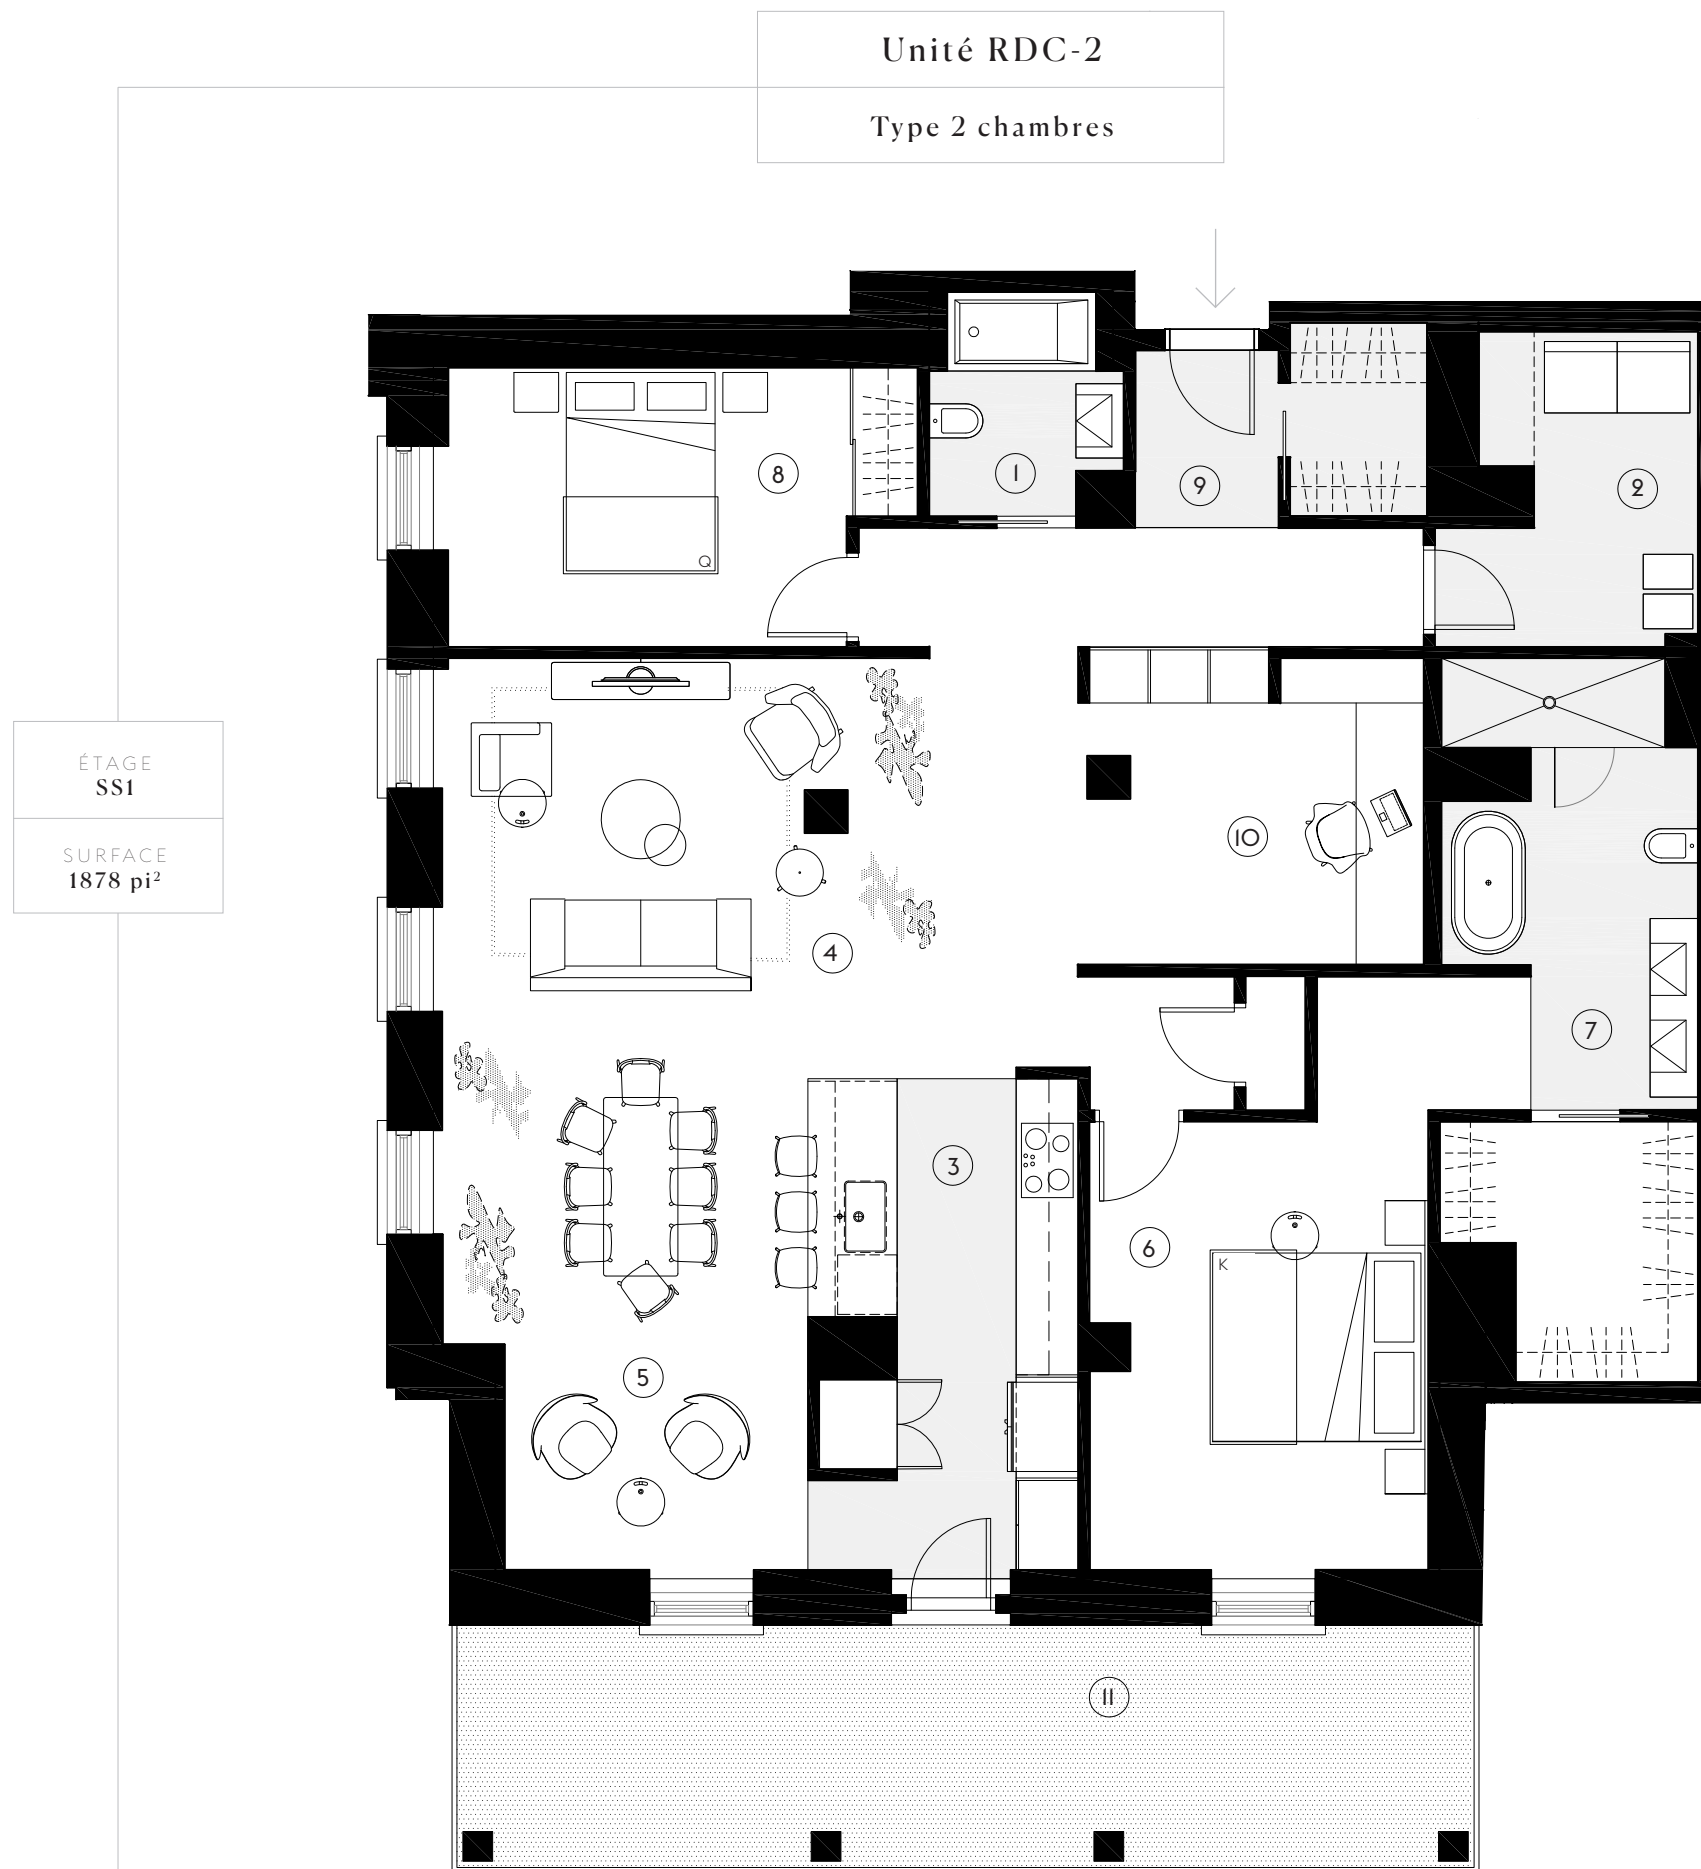 Unité RDC-2
Type 2 chambres
ÉTAGE
SS1
SURFACE
1878 pi²
8
Q
1
9
2
10
4
7
3
6
K
5
11